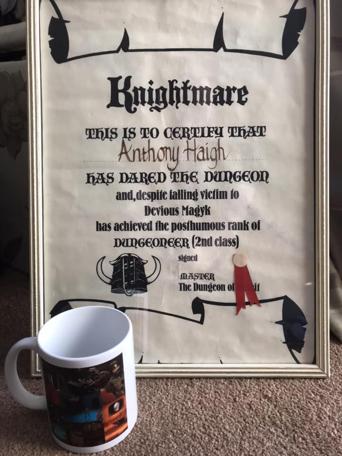 Knightmare
THIS IS TO CERTIFY THAT
Anthony Haigh
HAS DARED THE DUNGEON
and, despite falling victim to
Devious Magyk
has achieved the posthumous rank of
DUNGEONEER (2nd class)
signed
MASTER
The Dungeon of